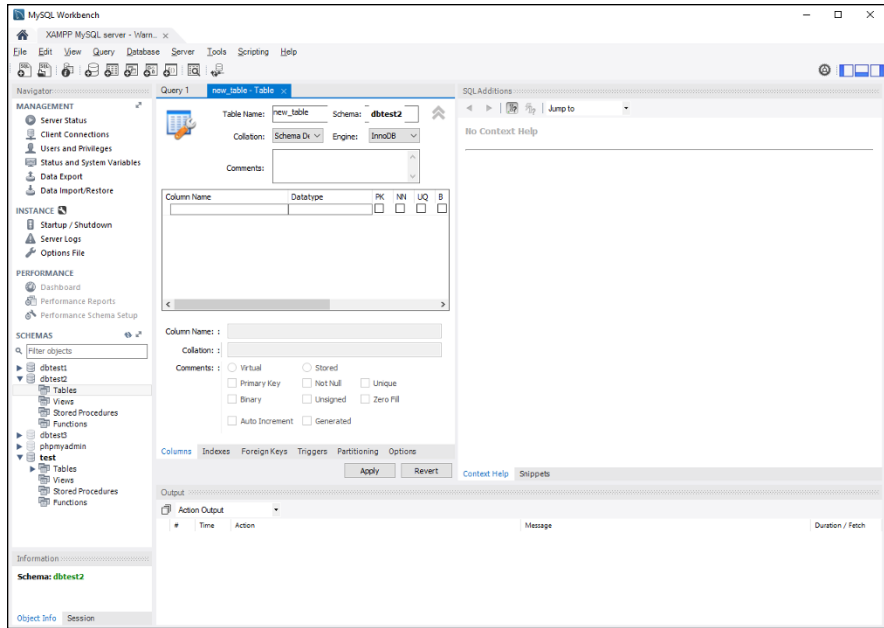 MySQL Workbench
XAMPP MySQL server - Warn...
File Edit View Query Database Server Tools Scripting Help
Navigator
MANAGEMENT
Server Status
Client Connections
Users and Privileges
Status and System Variables
Data Export
Data Import/Restore
INSTANCE
Startup / Shutdown
Server Logs
Options File
PERFORMANCE
Dashboard
Performance Reports
Performance Schema Setup
SCHEMAS
Filter objects
dbtest1
dbtest2
Tables
Views
Stored Procedures
Functions
dbtest3
phpmyadmin
test
Tables
Views
Stored Procedures
Functions
Information
Schema: dbtest2
Object Info Session
Query 1 new_table - Table
Table Name: new_table Schema: dbtest2
Collation: Schema De Engine: InnoDB
Comments:
Column Name Datatype PK NN UQ B
Column Name: :
Collation: :
Comments: : Virtual Stored
Primary Key Not Null Unique
Binary Unsigned Zero Fill
Auto Increment Generated
Columns Indexes Foreign Keys Triggers Partitioning Options
Apply Revert
SQLAdditions
Jump to
No Context Help
Context Help Snippets
Output
Action Output
# Time Action Message Duration / Fetch